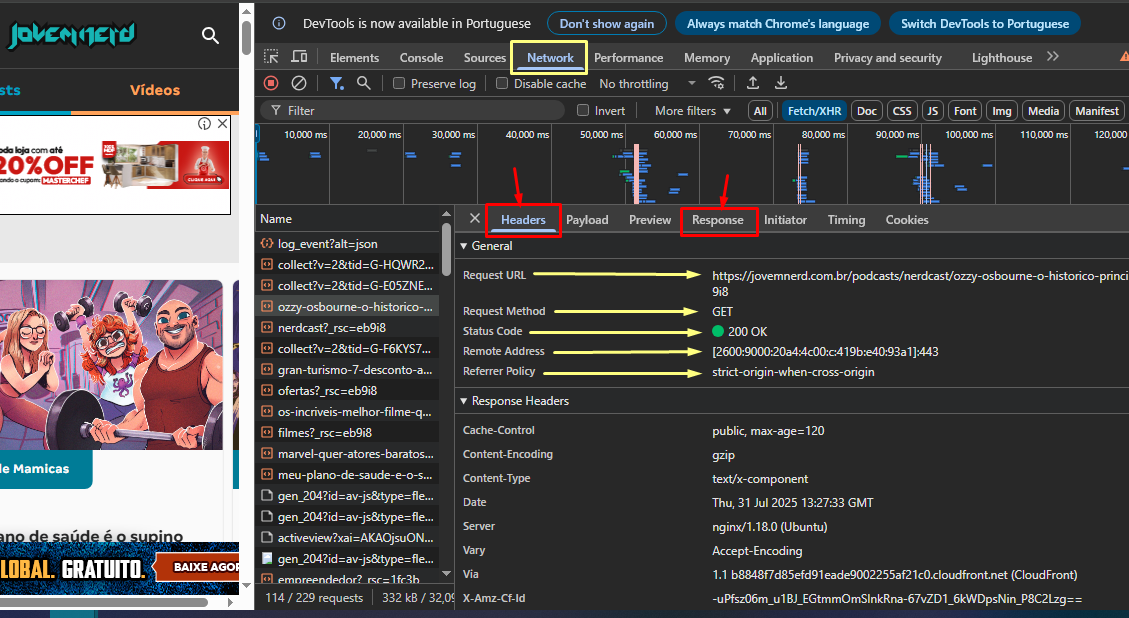 DevTools is now available in Portuguese
Don't show again
Always match Chrome's language
Switch DevTools to Portuguese
JOVEMNERD
Elements
Console
Sources
Network
Performance
Memory
Application
Privacy and security
Lighthouse
Preserve log
Disable cache
No throttling
sts
Vídeos
Filter
Invert
More filters
All
Fetch/XHR
Doc
CSS
JS
Font
Img
Media
Manifest
10,000 ms
20,000 ms
30,000 ms
40,000 ms
50,000 ms
60,000 ms
70,000 ms
80,000 ms
90,000 ms
100,000 ms
110,000 ms
120,000
oda loja com até
20%OFF
ando o cupom: MASTERCHEF
CLIQUE AQUI
Name
log_event?alt=json
collect?v=2&tid=G-HQWR2...
collect?v=2&tid=G-E05ZNE...
ozzy-osbourne-o-historico-...
nerdcast?_rsc=eb9i8
collect?v=2&tid=G-F6KYS7...
gran-turismo-7-desconto-a...
ofertas?_rsc=eb9i8
os-incriveis-melhor-filme-q...
filmes?_rsc=eb9i8
marvel-quer-atores-baratos...
meu-plano-de-saude-e-o-s...
gen_204?id=av-js&type=fle...
gen_204?id=av-js&type=fle...
activeview?xai=AKAOjsuON...
gen_204?id=av-js&type=fle...
empreendedor?_rsc=1fc3b
114 / 229 requests
332 kB / 32,09
Headers
Payload
Preview
Response
Initiator
Timing
Cookies
General
Request URL
https://jovemnerd.com.br/podcasts/nerdcast/ozzy-osbourne-o-historico-princi
9i8
Request Method
GET
Status Code
200 OK
Remote Address
[2600:9000:20a4:4c00:c:419b:e40:93a1]:443
Referrer Policy
strict-origin-when-cross-origin
Response Headers
Cache-Control
public, max-age=120
Content-Encoding
gzip
Content-Type
text/x-component
Date
Thu, 31 Jul 2025 13:27:33 GMT
Server
nginx/1.18.0 (Ubuntu)
Vary
Accept-Encoding
Via
1.1 b8848f7d85efd91eade9002255af21c0.cloudfront.net (CloudFront)
X-Amz-Cf-Id
-uPfsz06m_u1BJ_EGtmmOmSlnkRna-67vZD1_6kWDpsNin_P8C2Lzg==
de Mamicas
ano de saúde é o supino
LOBAL. GRATUITO.
BAIXE AGOR